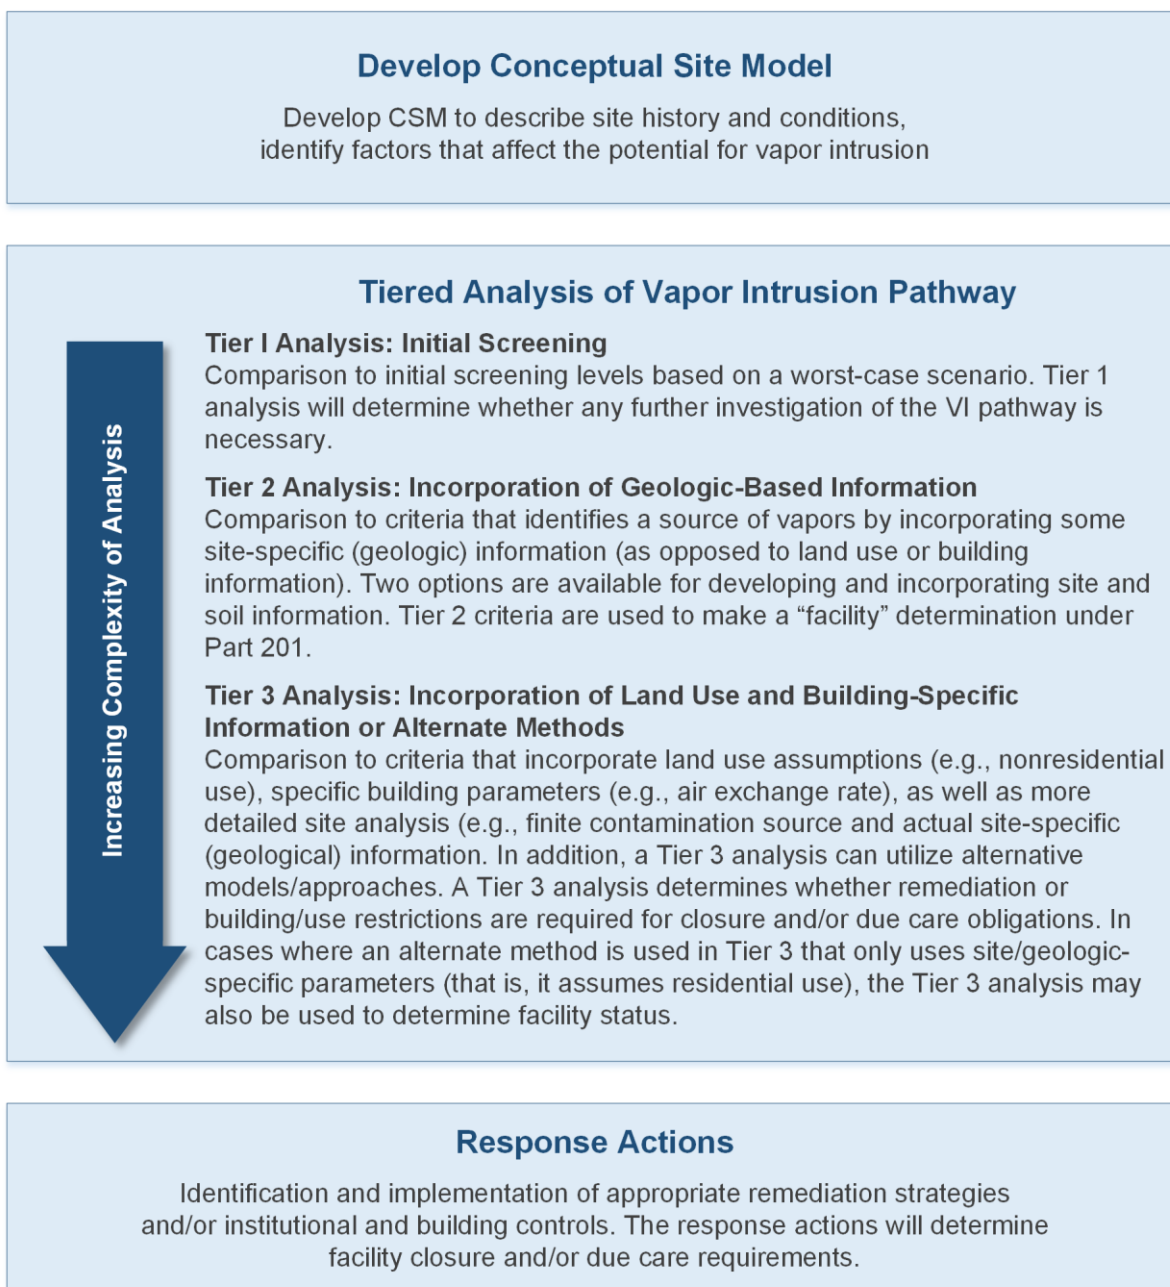 Develop Conceptual Site Model
Develop CSM to describe site history and conditions,
identify factors that affect the potential for vapor intrusion
Tiered Analysis of Vapor Intrusion Pathway
Increasing Complexity of Analysis
Tier I Analysis: Initial Screening
Comparison to initial screening levels based on a worst-case scenario. Tier 1
analysis will determine whether any further investigation of the VI pathway is
necessary.
Tier 2 Analysis: Incorporation of Geologic-Based Information
Comparison to criteria that identifies a source of vapors by incorporating some
site-specific (geologic) information (as opposed to land use or building
information). Two options are available for developing and incorporating site and
soil information. Tier 2 criteria are used to make a “facility” determination under
Part 201.
Tier 3 Analysis: Incorporation of Land Use and Building-Specific
Information or Alternate Methods
Comparison to criteria that incorporate land use assumptions (e.g., nonresidential
use), specific building parameters (e.g., air exchange rate), as well as more
detailed site analysis (e.g., finite contamination source and actual site-specific
(geological) information. In addition, a Tier 3 analysis can utilize alternative
models/approaches. A Tier 3 analysis determines whether remediation or
building/use restrictions are required for closure and/or due care obligations. In
cases where an alternate method is used in Tier 3 that only uses site/geologic-
specific parameters (that is, it assumes residential use), the Tier 3 analysis may
also be used to determine facility status.
Response Actions
Identification and implementation of appropriate remediation strategies
and/or institutional and building controls. The response actions will determine
facility closure and/or due care requirements.